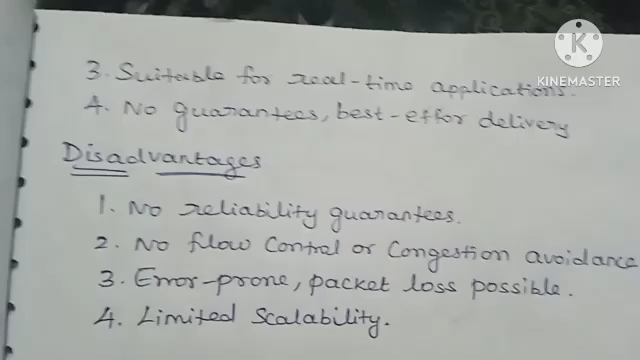 KINEMASTER
3. Suitable for real-time applications.
4. No guarantees, best-effor delivery
Disadvantages
1. No reliability guarantees.
2. No flow control or Congestion avoidance
3. Error-prone, packet loss possible.
4. Limited Scalability.